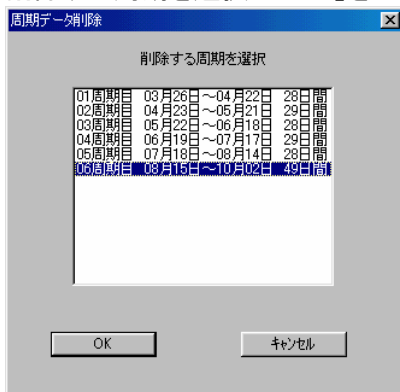 周期データ削除
削除する周期を選択
01周期目 03月26日～04月22日 28日間
02周期目 04月23日～05月21日 29日間
03周期目 05月22日～06月18日 28日間
04周期目 06月19日～07月17日 29日間
05周期目 07月18日～08月14日 28日間
06周期目 08月15日～10月02日 49日間
OK
キャンセル